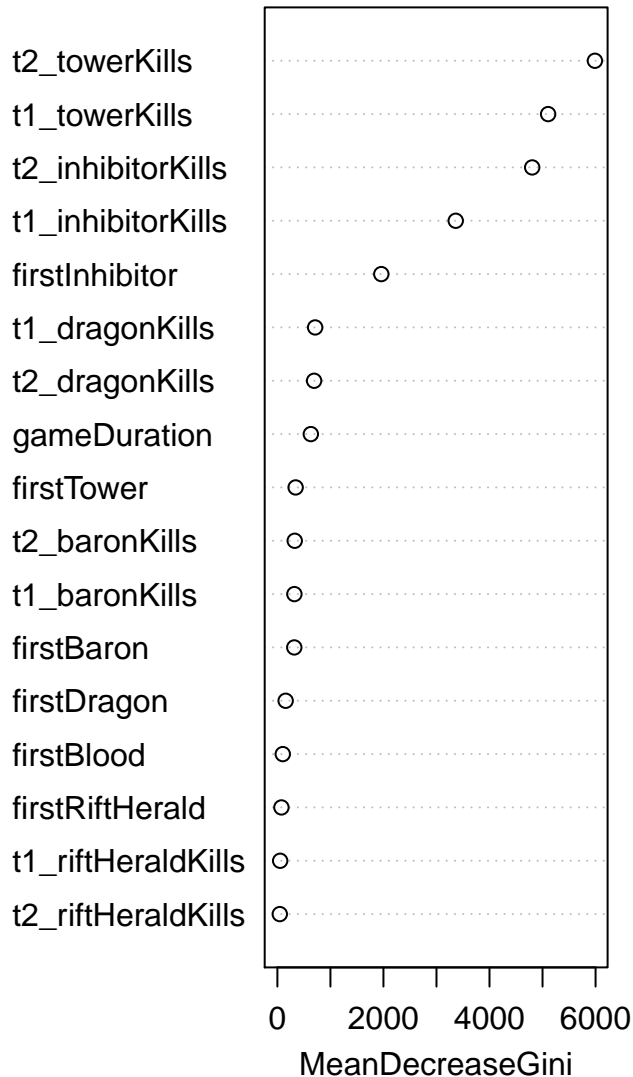 t2_towerKills
t1_towerKills
t2_inhibitorKills
t1_inhibitorKills
firstInhibitor
t1_dragonKills
t2_dragonKills
gameDuration
firstTower
t2_baronKills
t1_baronKills
firstBaron
firstDragon
firstBlood
firstRiftHerald
t1_riftHeraldKills
t2_riftHeraldKills
0 2000 4000 6000
MeanDecreaseGini